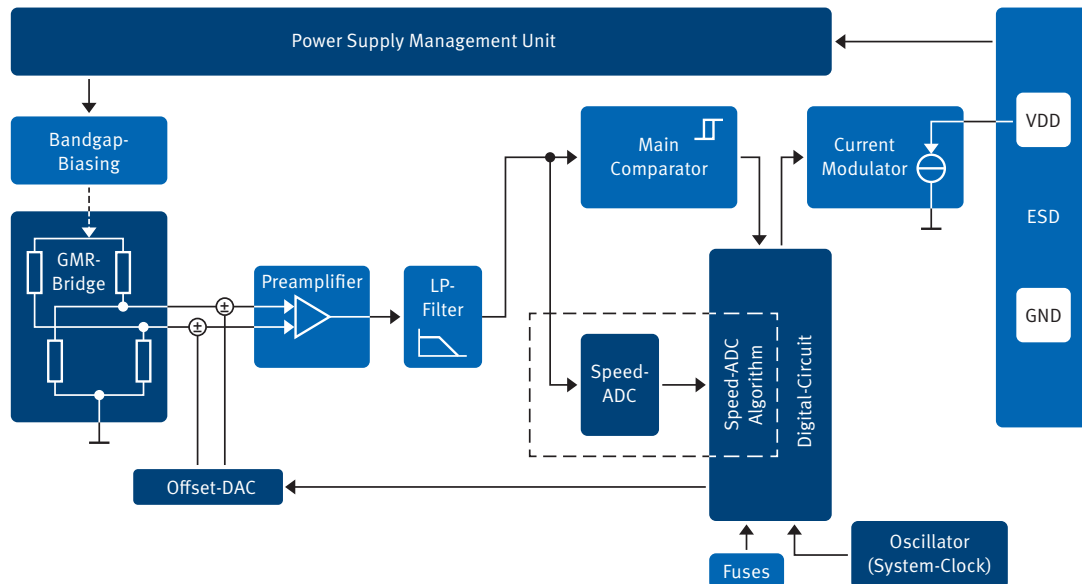 Power Supply Management Unit
Bandgap-
Biasing
Main
Comparator
Current
Modulator
VDD
ESD
GND
GMR-
Bridge
Preamplifier
LP-
Filter
Speed-
ADC
Speed-ADC
Algorithm
Digital-Circuit
Offset-DAC
Fuses
Oscillator
(System-Clock)
±
±